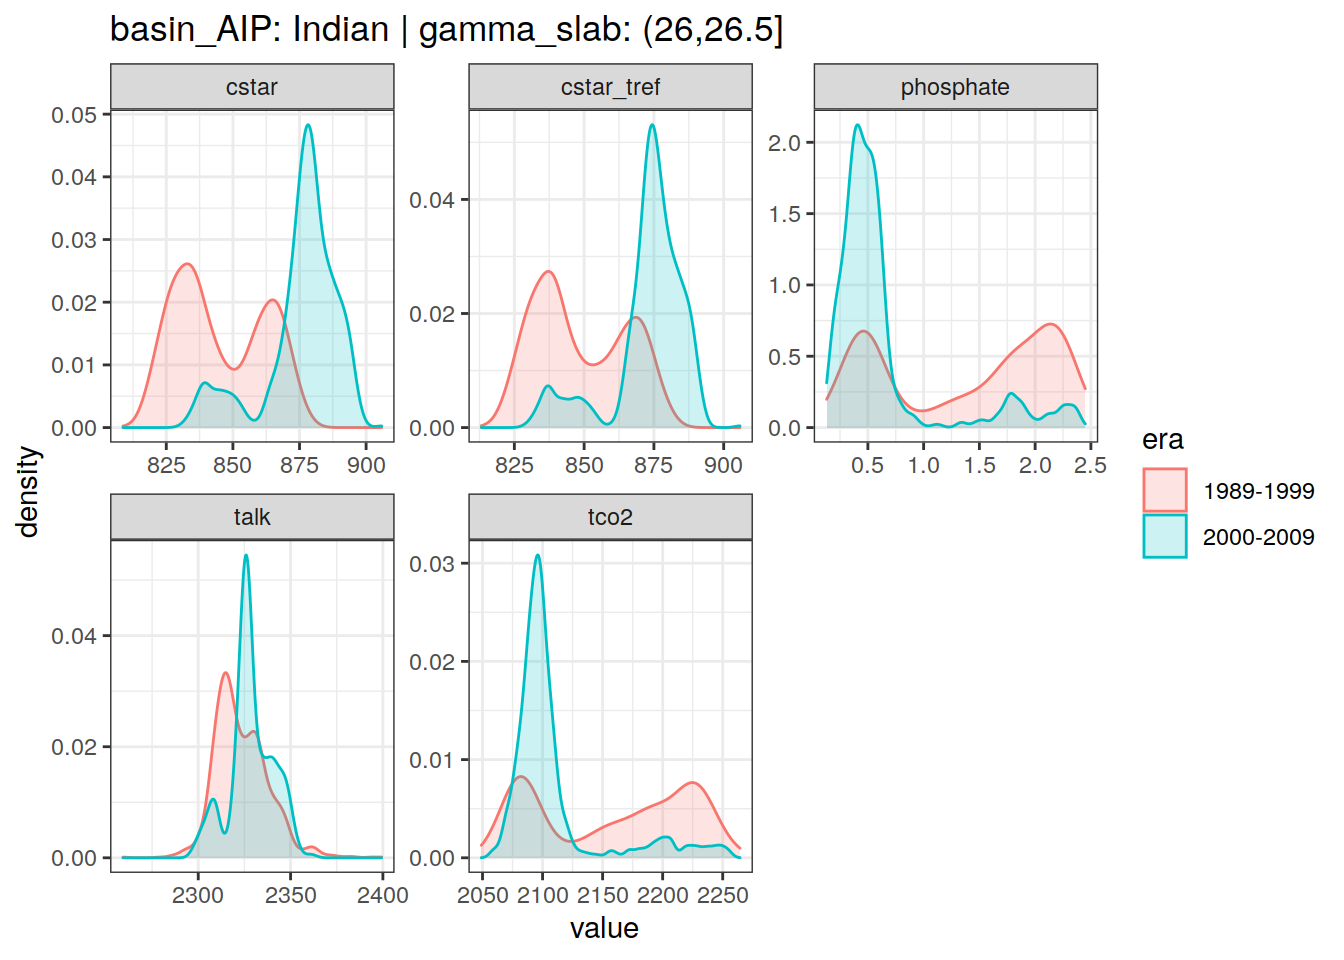 basin_AIP: Indian | gamma_slab: (26,26.5]
cstar
cstar_tref
phosphate
0.05
0.04
0.03
0.02
0.01
0.00
825 850 875 900
0.04
0.02
0.00
825 850 875 900
2.0
1.5
1.0
0.5
0.0
0.5 1.0 1.5 2.0 2.5
density
talk
tco2
0.04
0.02
0.00
2300 2350 2400
0.03
0.02
0.01
0.00
2050 2100 2150 2200 2250
value
era
1989-1999
2000-2009